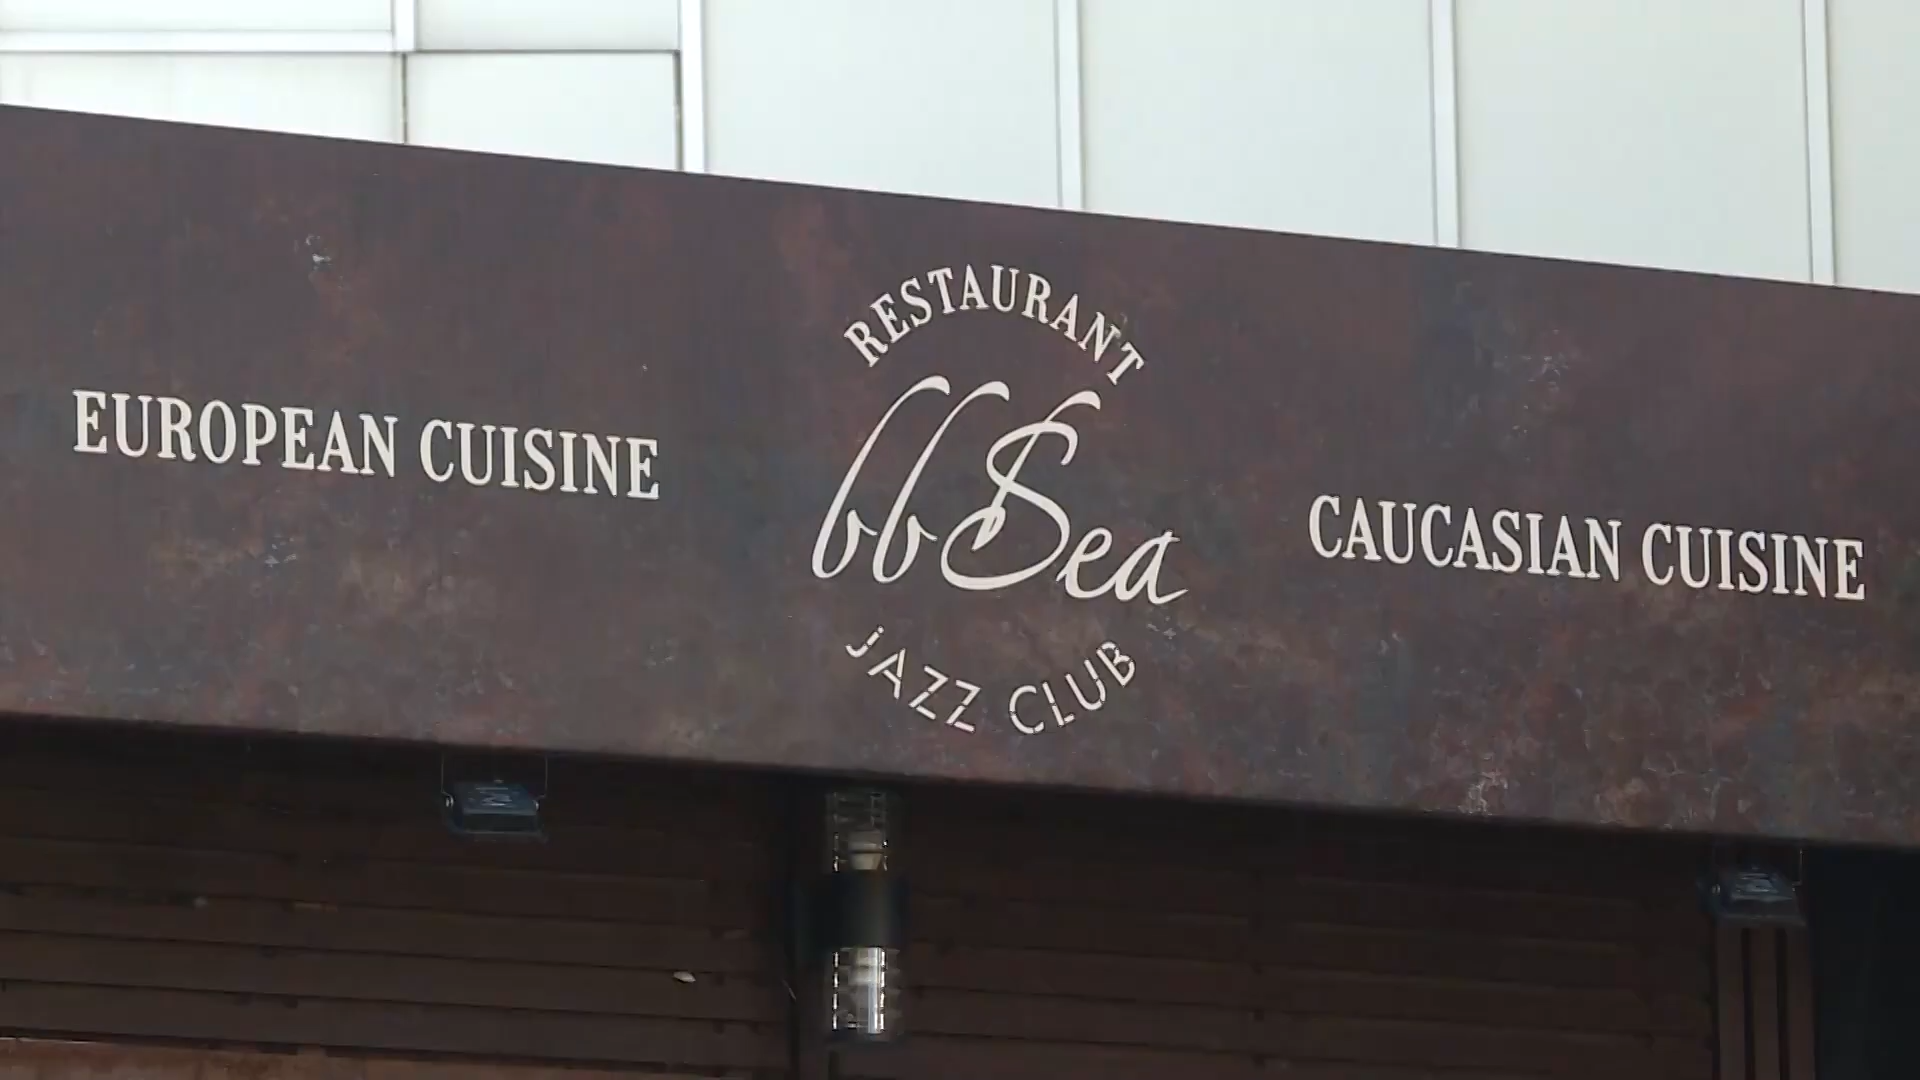 EUROPEAN CUISINE
RESTAURANT
bbSea
JAZZ CLUB
CAUCASIAN CUISINE